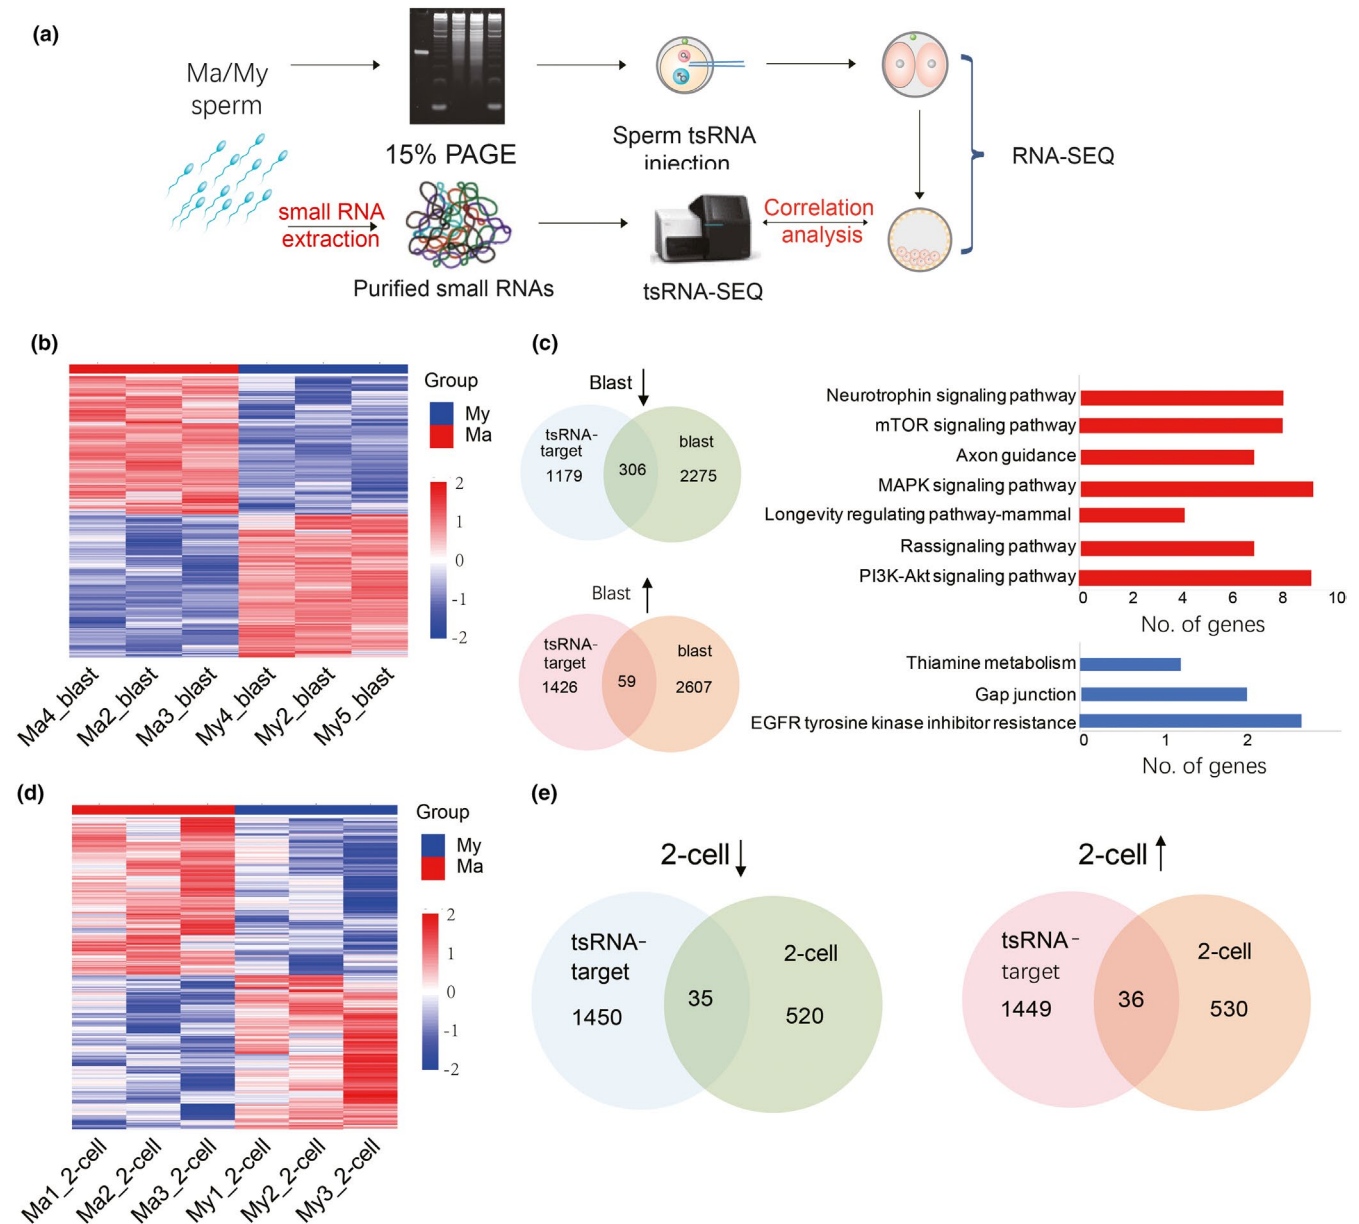 (a)
Ma/My
sperm
15% PAGE
Sperm tsRNA
injection
RNA-SEQ
small RNA
extraction
Purified small RNAs
tsRNA-SEQ
Correlation
analysis
(b)
Group
My
Ma
2
1
0
-1
-2
Ma4_blast
Ma2_blast
Ma3_blast
My4_blast
My2_blast
My5_blast
(c)
Blast
tsRNA-
target
1179
306
blast
2275
Blast
tsRNA-
target
1426
59
blast
2607
Neurotrophin signaling pathway
mTOR signaling pathway
Axon guidance
MAPK signaling pathway
Longevity regulating pathway-mammal
Rassignaling pathway
PI3K-Akt signaling pathway
0 2 4 6 8 10
No. of genes
Thiamine metabolism
Gap junction
EGFR tyrosine kinase inhibitor resistance
0 1 2
No. of genes
(d)
Group
My
Ma
2
1
0
-1
-2
Ma1_2-cell
Ma2_2-cell
Ma3_2-cell
My1_2-cell
My2_2-cell
My3_2-cell
(e)
2-cell
tsRNA-
target
1450
35
2-cell
520
2-cell
tsRNA-
target
1449
36
2-cell
530